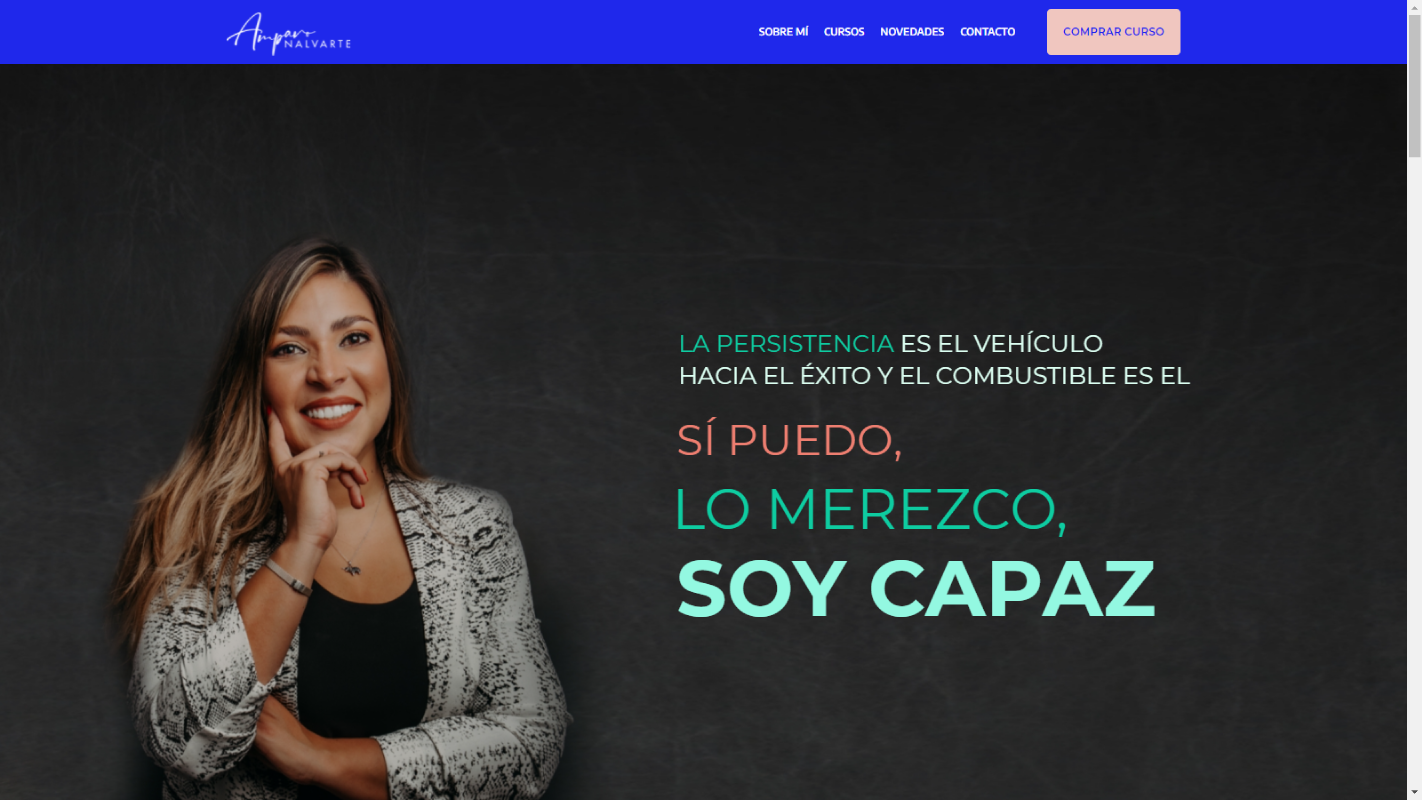 Amparo
NALVARTE
SOBRE MÍ
CURSOS
NOVEDADES
CONTACTO
COMPRAR CURSO
LA PERSISTENCIA ES EL VEHÍCULO
HACIA EL ÉXITO Y EL COMBUSTIBLE ES EL
SÍ PUEDO,
LO MEREZCO,
SOY CAPAZ